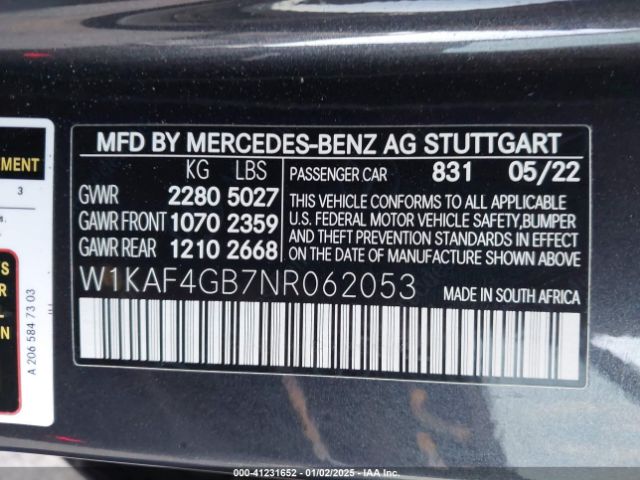 MFD BY MERCEDES-BENZ AG STUTTGART
KG LBS
PASSENGER CAR 831 05/22
GVWR 2280 5027
GAWR FRONT 1070 2359
GAWR REAR 1210 2668
THIS VEHICLE CONFORMS TO ALL APPLICABLE
U.S. FEDERAL MOTOR VEHICLE SAFETY,BUMPER
AND THEFT PREVENTION STANDARDS IN EFFECT
ON THE DATE OF MANUFACTURE SHOWN ABOVE
W1KAF4GB7NR062053
MADE IN SOUTH AFRICA
EMENT
3
A 206 584 73 03
00-41231652 - 01/02/2025 - IAA Inc.